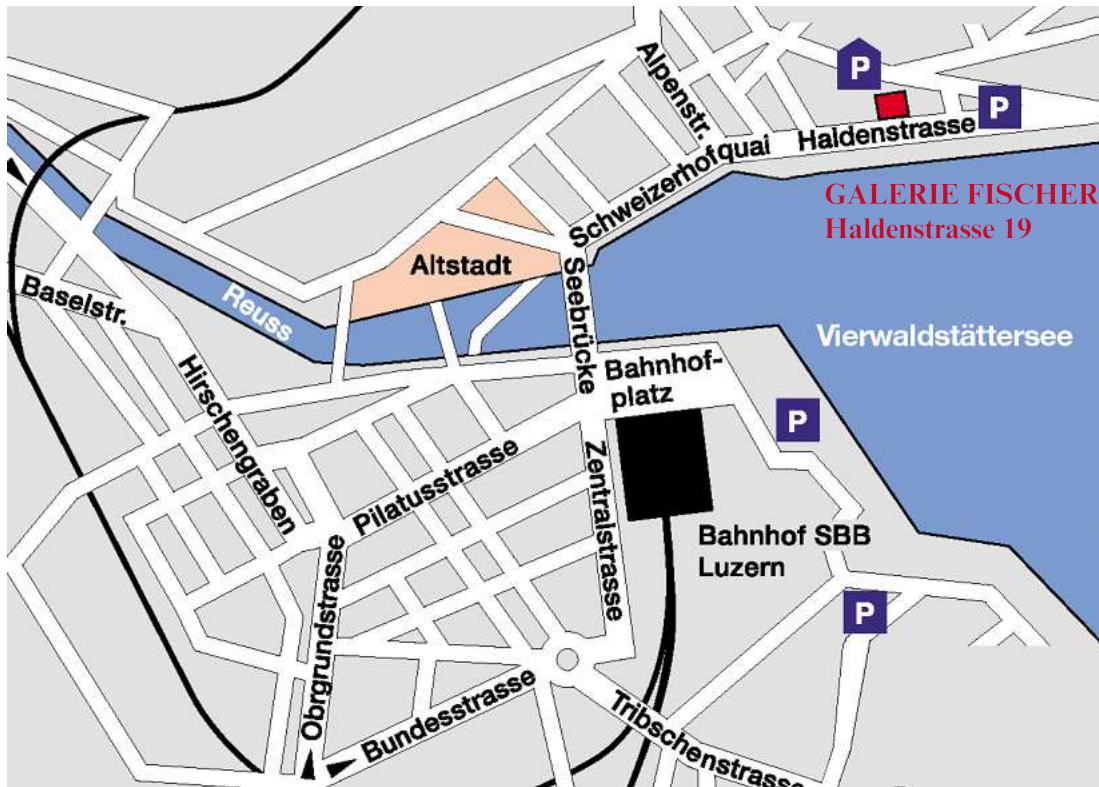 Alpenstr.
P
P
Haldenstrasse
Schweizerhofquai
GALERIE FISCHER
Haldenstrasse 19
Altstadt
Seebrücke
Baselstr.
Reuss
Vierwaldstättersee
Hirschengraben
Bahnhof-
platz
P
Pilatusstrasse
Zentralstrasse
Bahnhof SBB
Luzern
P
Obrgrundstrasse
Bundesstrasse
Tribschenstrasse